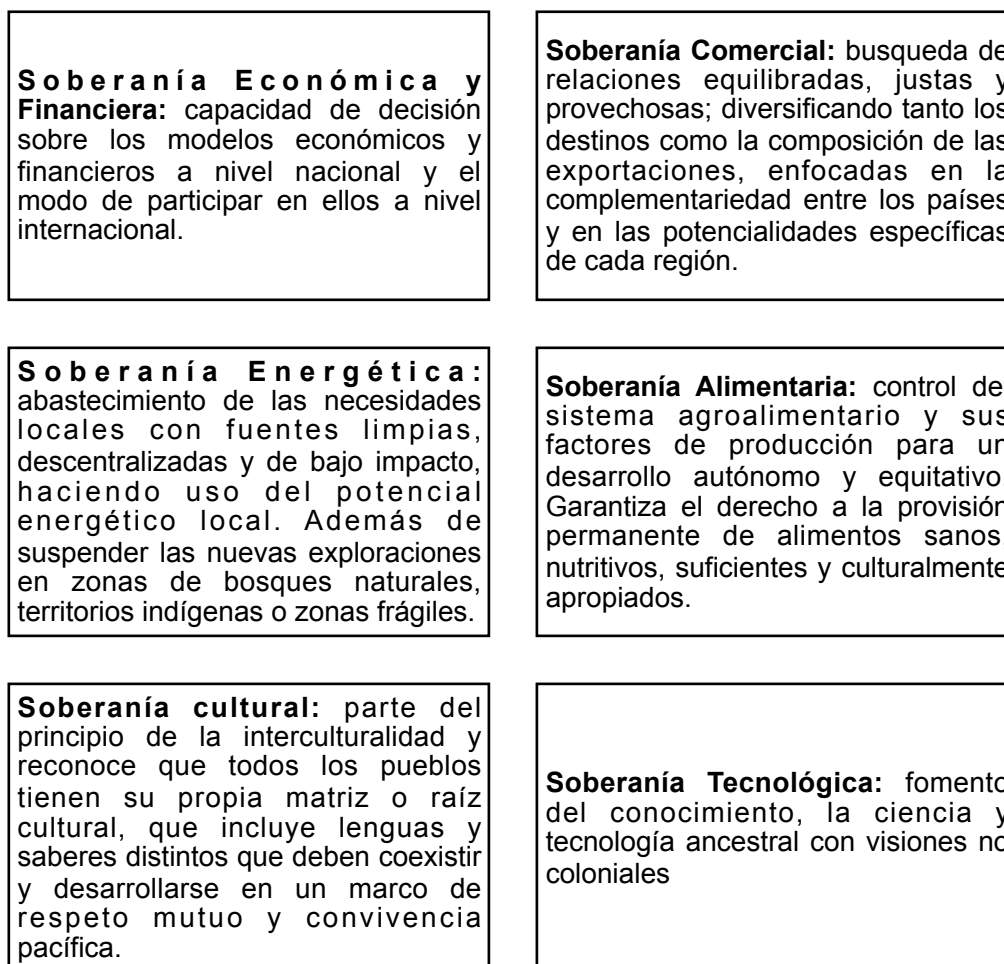 Soberanía Económica y
Financiera: capacidad de decisión
sobre los modelos económicos y
financieros a nivel nacional y el
modo de participar en ellos a nivel
internacional.
Soberanía Comercial: busqueda de
relaciones equilibradas, justas y
provechosas; diversificando tanto los
destinos como la composición de las
exportaciones, enfocadas en la
complementariedad entre los países
y en las potencialidades específicas
de cada región.
Soberanía Energética:
abastecimiento de las necesidades
locales con fuentes limpias,
descentralizadas y de bajo impacto,
haciendo uso del potencial
energético local. Además de
suspender las nuevas exploraciones
en zonas de bosques naturales,
territorios indígenas o zonas frágiles.
Soberanía Alimentaria: control del
sistema agroalimentario y sus
factores de producción para un
desarrollo autónomo y equitativo.
Garantiza el derecho a la provisión
permanente de alimentos sanos,
nutritivos, suficientes y culturalmente
apropiados.
Soberanía cultural: parte del
principio de la interculturalidad y
reconoce que todos los pueblos
tienen su propia matriz o raíz
cultural, que incluye lenguas y
saberes distintos que deben coexistir
y desarrollarse en un marco de
respeto mutuo y convivencia
pacífica.
Soberanía Tecnológica: fomento
del conocimiento, la ciencia y
tecnología ancestral con visiones no
coloniales